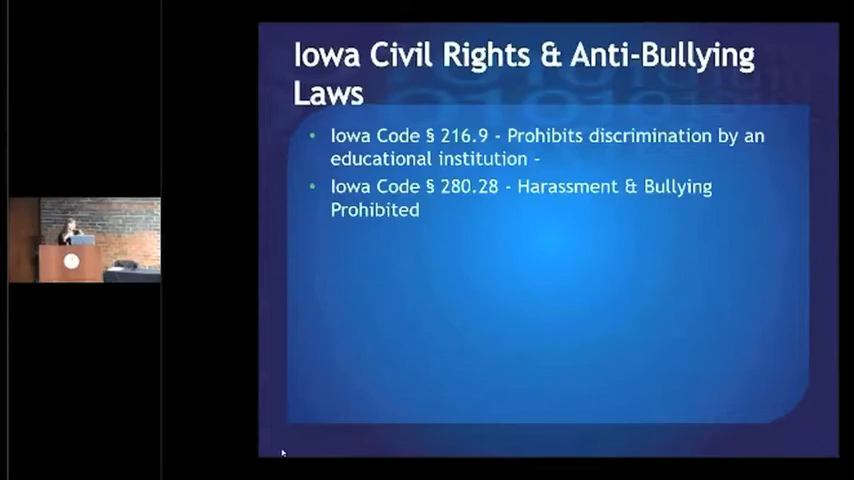 Iowa Civil Rights & Anti-Bullying
Laws
• Iowa Code § 216.9 - Prohibits discrimination by an
educational institution -
• Iowa Code § 280.28 - Harassment & Bullying
Prohibited